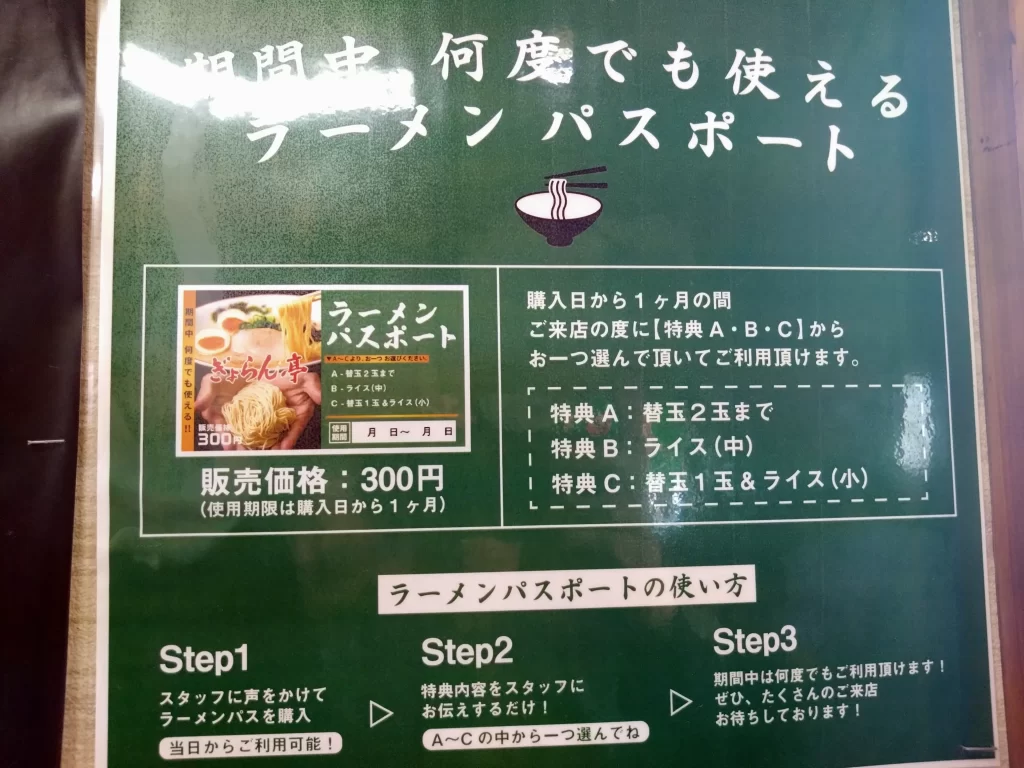 期間中 何度でも使える
ラーメン パスポート
期間中 何度でも使える!!
ラーメン
パスポート
▼A～Cより、お一つお選びください。
ぎょらん亭
A - 替玉2玉まで
B - ライス(中)
C - 替玉1玉&ライス(小)
販売価格
300円
使用期間 月 日～ 月 日
販売価格：300円
(使用期限は購入日から1ヶ月)
購入日から1ヶ月の間
ご来店の度に【特典A・B・C】から
お一つ選んで頂いてご利用頂けます。
特典A：替玉2玉まで
特典B：ライス(中)
特典C：替玉1玉&ライス(小)
ラーメンパスポートの使い方
Step1
スタッフに声をかけて
ラーメンパスを購入
当日からご利用可能！
Step2
特典内容をスタッフに
お伝えするだけ！
A～Cの中から一つ選んでね
Step3
期間中は何度でもご利用頂けます！
ぜひ、たくさんのご来店
お待ちしております！